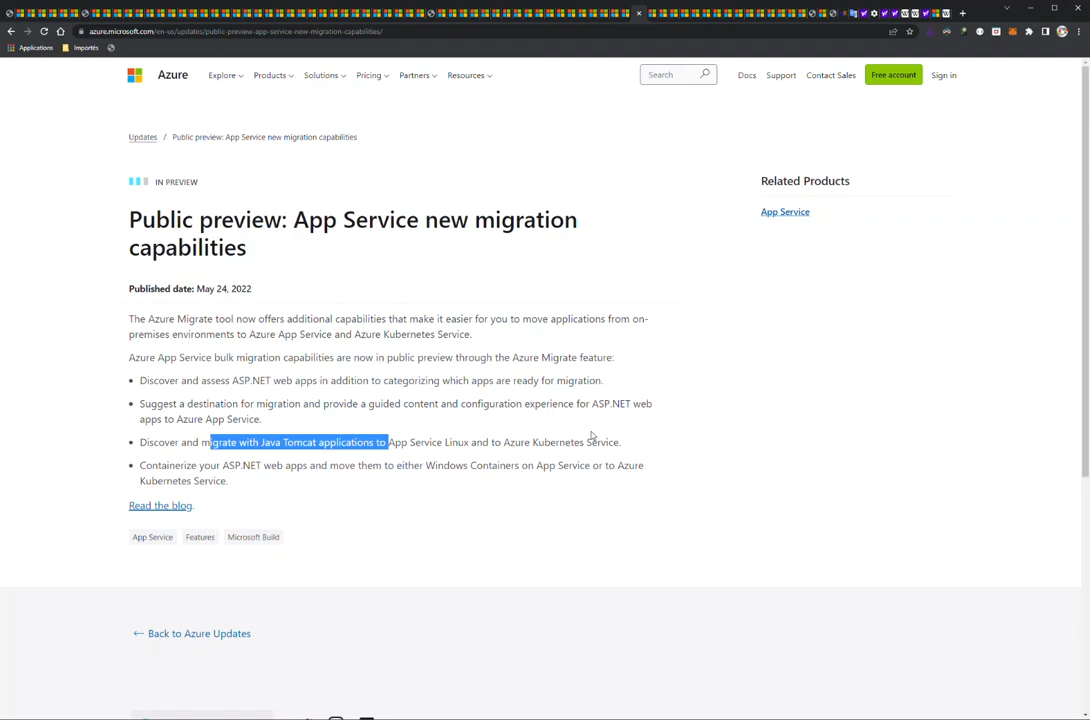 azure.microsoft.com/en-us/updates/public-preview-app-service-new-migration-capabilities/
Applications Importés
Azure Explore Products Solutions Pricing Partners Resources Search Docs Support Contact Sales Free account Sign in
Updates / Public preview: App Service new migration capabilities
IN PREVIEW
Related Products
App Service
Public preview: App Service new migration
capabilities
Published date: May 24, 2022
The Azure Migrate tool now offers additional capabilities that make it easier for you to move applications from on-
premises environments to Azure App Service and Azure Kubernetes Service.
Azure App Service bulk migration capabilities are now in public preview through the Azure Migrate feature:
• Discover and assess ASP.NET web apps in addition to categorizing which apps are ready for migration.
• Suggest a destination for migration and provide a guided content and configuration experience for ASP.NET web
apps to Azure App Service.
• Discover and migrate with Java Tomcat applications to App Service Linux and to Azure Kubernetes Service.
• Containerize your ASP.NET web apps and move them to either Windows Containers on App Service or to Azure
Kubernetes Service.
Read the blog.
App Service Features Microsoft Build
← Back to Azure Updates